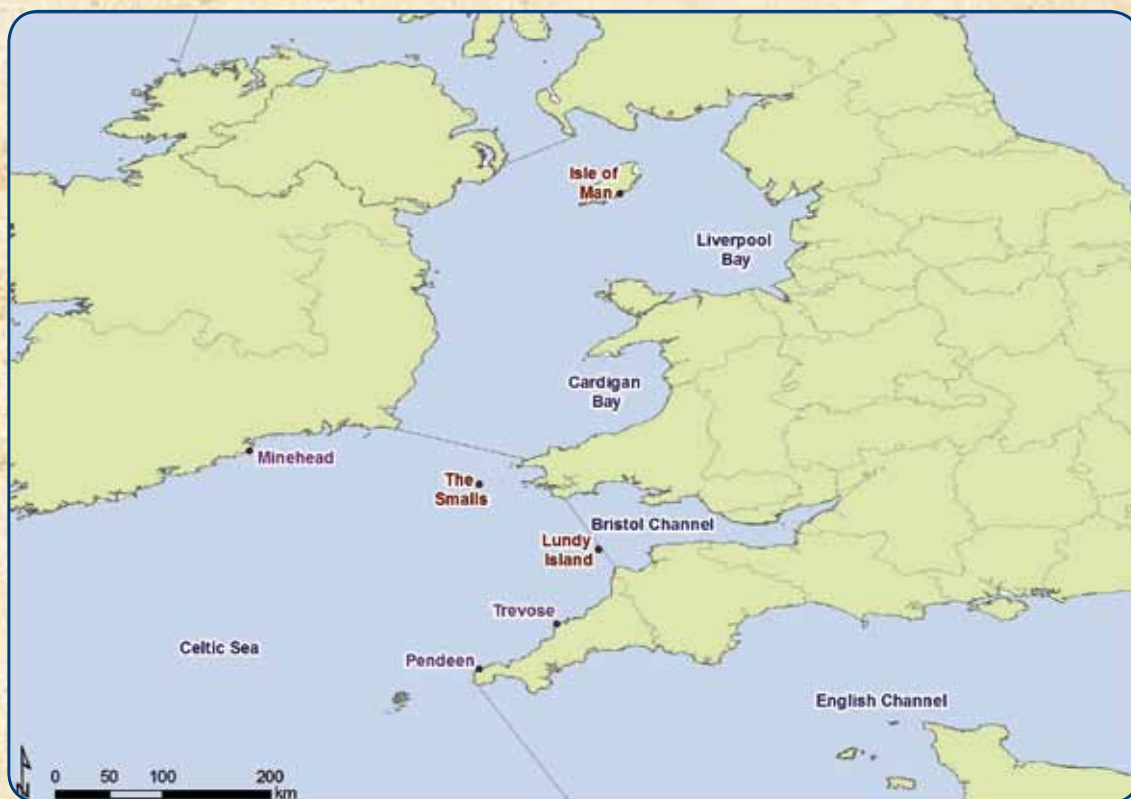 Isle of
Man
Liverpool
Bay
Cardigan
Bay
Minehead
The
Smalls
Bristol Channel
Lundy
Island
Trevose
Celtic Sea
Pendeen
English Channel
N
0 50 100 200
km